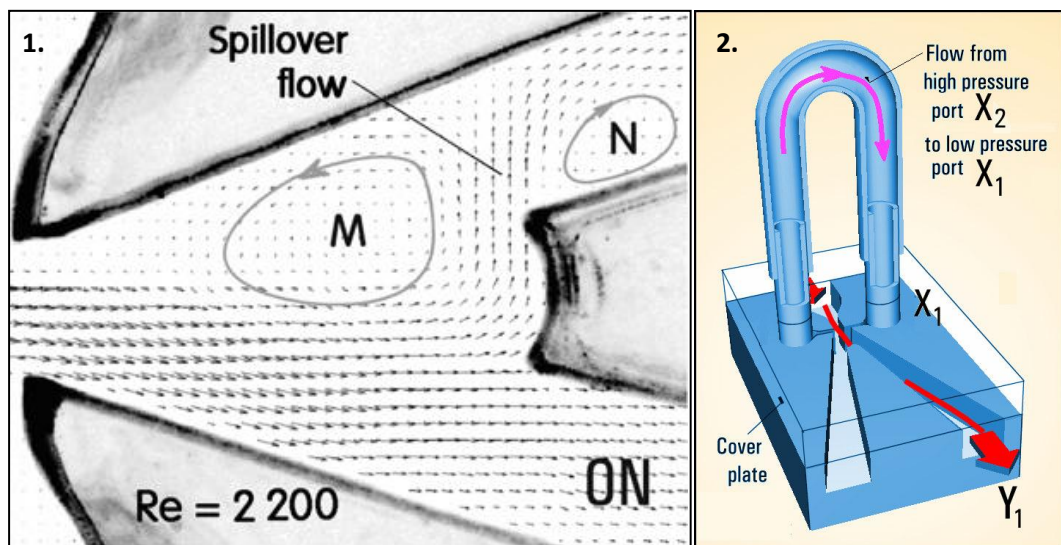 1.
Spillover
flow
M
N
Re = 2 200
ON
2.
Flow from
high pressure
port X₂
to low pressure
port X₁
X₁
Cover
plate
Y₁